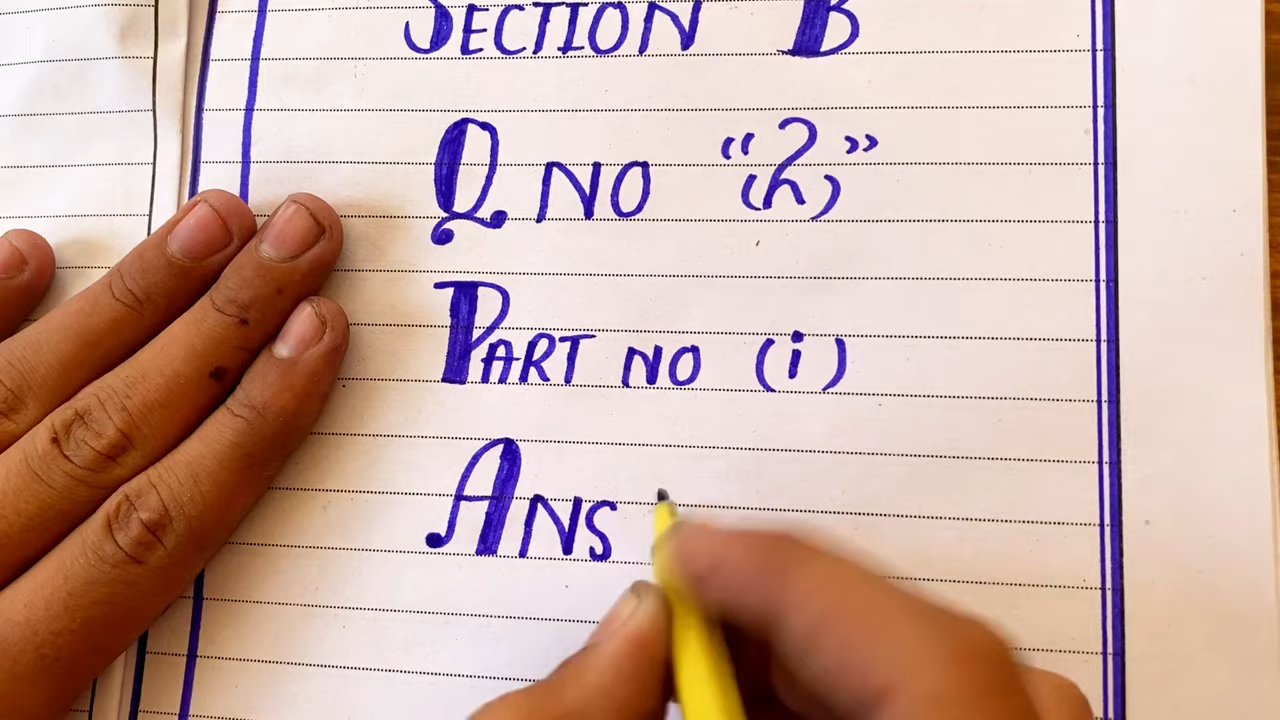 SECTION B
Q NO "2"
PART NO (i)
ANS